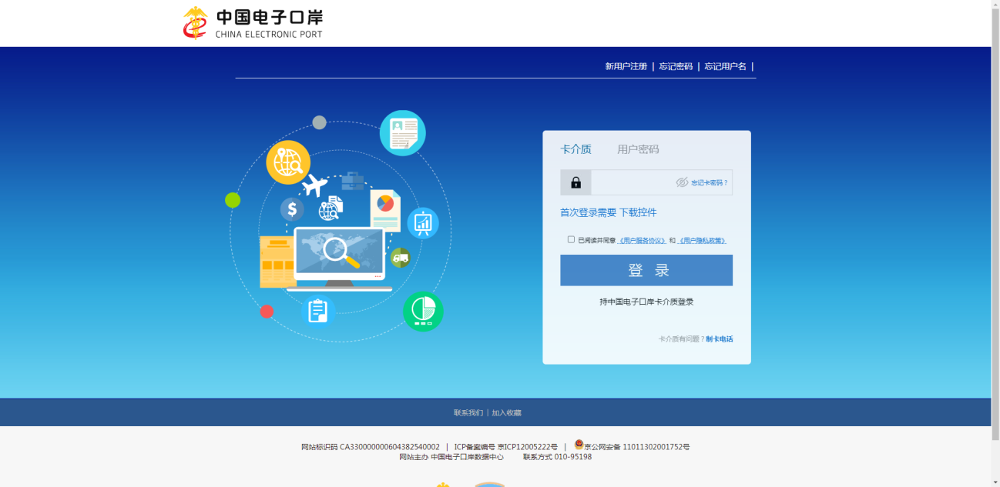 中国电子口岸
CHINA ELECTRONIC PORT
新用户注册 | 忘记密码 | 忘记用户名 |
卡介质 用户密码
忘记卡密码？
首次登录需要 下载控件
已阅读并同意《用户服务协议》 和 《用户隐私政策》
登 录
持中国电子口岸卡介质登录
卡介质有问题？制卡电话
联系我们 | 加入收藏
网站标识码 CA330000000604382540002 | ICP备案编号 京ICP12005222号 | 京公网安备 11011302001752号
网站主办 中国电子口岸数据中心 联系方式 010-95198